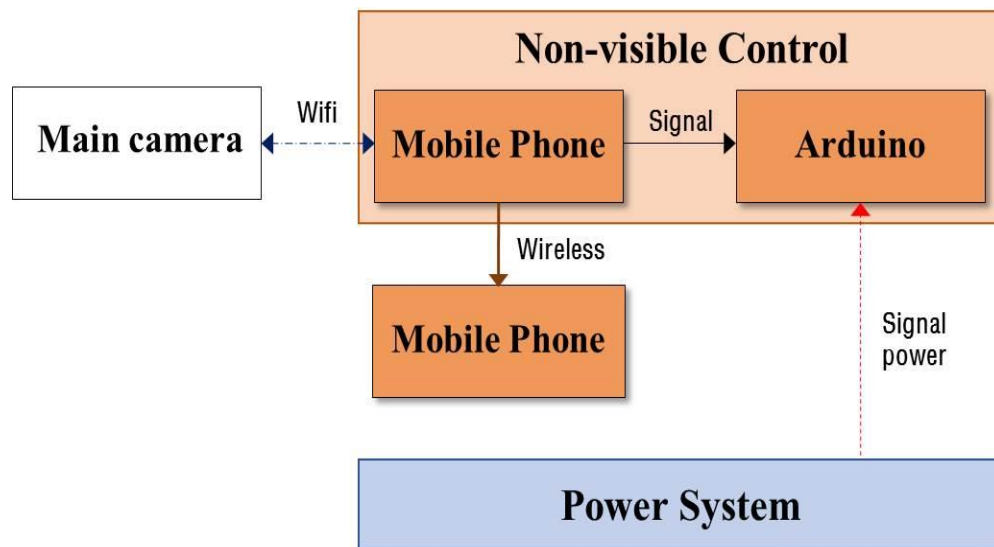 Non-visible Control
Main camera
Wifi
Mobile Phone
Signal
Arduino
Wireless
Mobile Phone
Signal
power
Power System